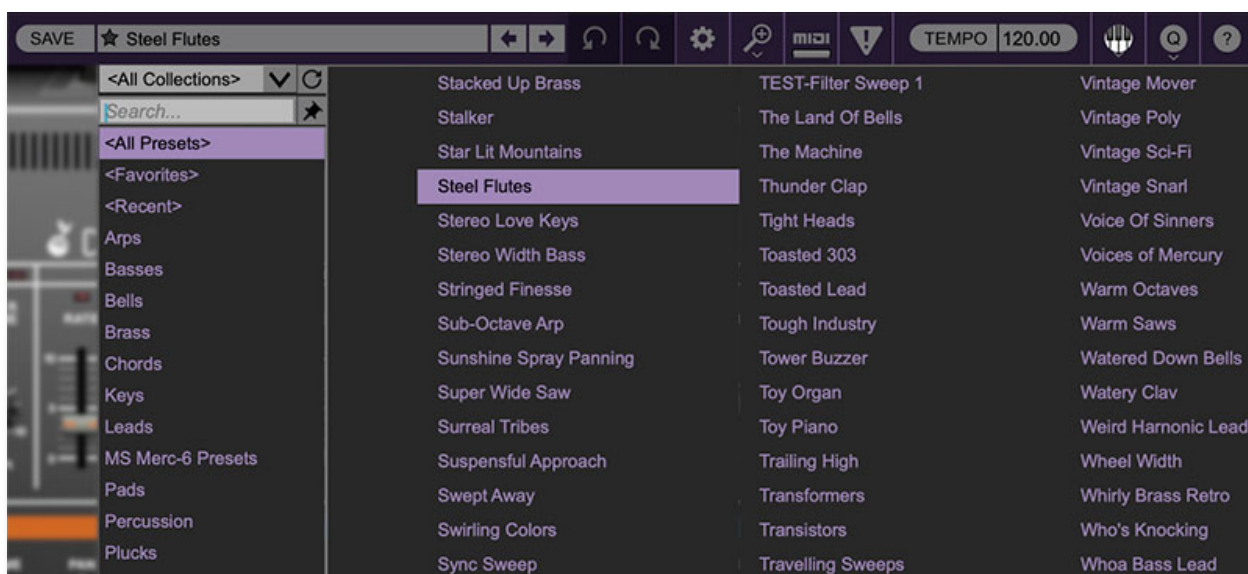 SAVE
Steel Flutes
midi
TEMPO 120.00
Q
?
<All Collections>
Search...
<All Presets>
<Favorites>
<Recent>
Arps
Basses
Bells
Brass
Chords
Keys
Leads
MS Merc-6 Presets
Pads
Percussion
Plucks
Stacked Up Brass
Stalker
Star Lit Mountains
Steel Flutes
Stereo Love Keys
Stereo Width Bass
Stringed Finesse
Sub-Octave Arp
Sunshine Spray Panning
Super Wide Saw
Surreal Tribes
Suspensful Approach
Swept Away
Swirling Colors
Sync Sweep
TEST-Filter Sweep 1
The Land Of Bells
The Machine
Thunder Clap
Tight Heads
Toasted 303
Toasted Lead
Tough Industry
Tower Buzzer
Toy Organ
Toy Piano
Trailing High
Transformers
Transistors
Travelling Sweeps
Vintage Mover
Vintage Poly
Vintage Sci-Fi
Vintage Snarl
Voice Of Sinners
Voices of Mercury
Warm Octaves
Warm Saws
Watered Down Bells
Watery Clav
Weird Harnonic Lead
Wheel Width
Whirly Brass Retro
Who's Knocking
Whoa Bass Lead